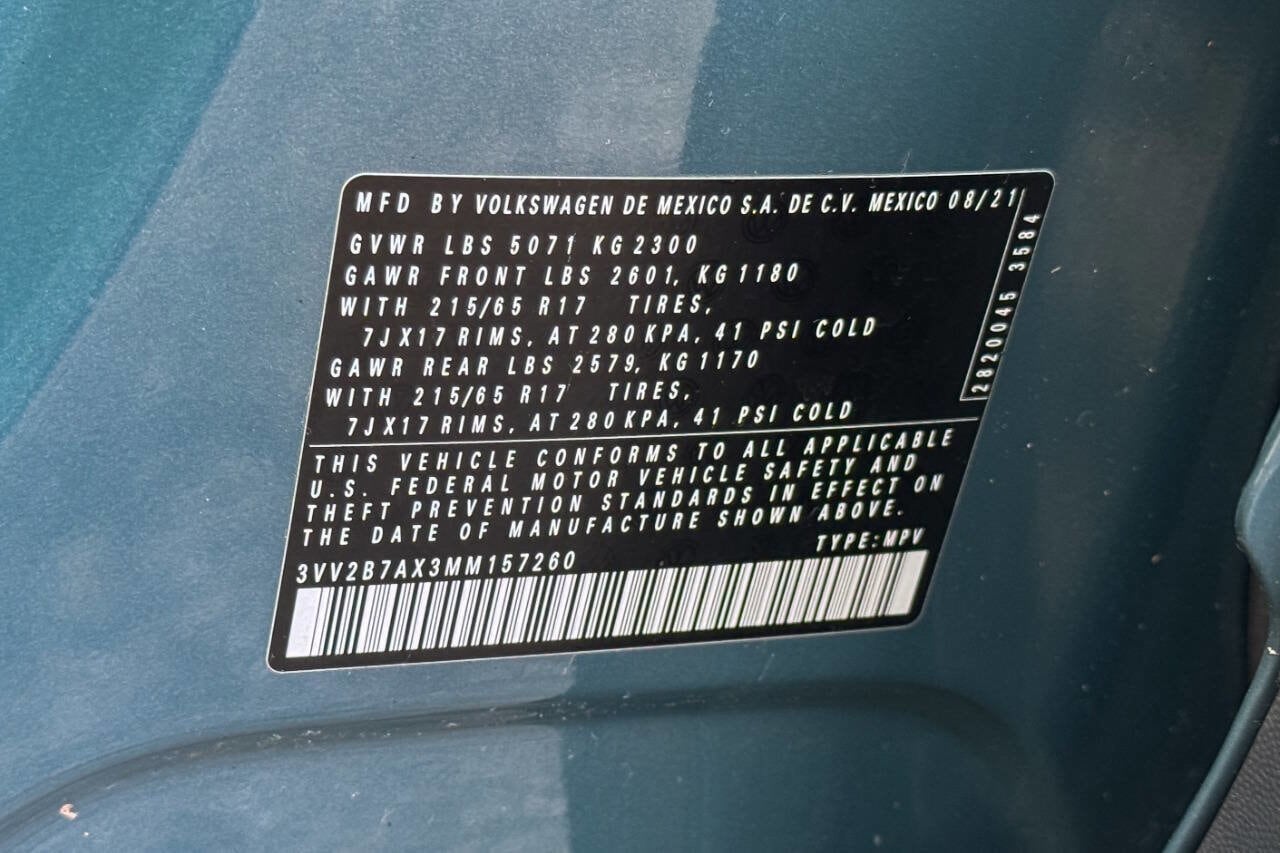 MFD BY VOLKSWAGEN DE MEXICO S.A. DE C.V. MEXICO 08/21
GVWR LBS 5071 KG 2300
GAWR FRONT LBS 2601, KG 1180
WITH 215/65 R17 TIRES,
7JX17 RIMS, AT 280 KPA, 41 PSI COLD
GAWR REAR LBS 2579, KG 1170
WITH 215/65 R17 TIRES,
7JX17 RIMS, AT 280 KPA, 41 PSI COLD
2820045 3584
THIS VEHICLE CONFORMS TO ALL APPLICABLE
U.S. FEDERAL MOTOR VEHICLE SAFETY AND
THEFT PREVENTION STANDARDS IN EFFECT ON
THE DATE OF MANUFACTURE SHOWN ABOVE.
3VV2B7AX3MM157260 TYPE:MPV